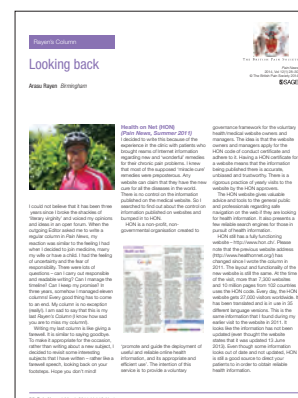 Rayen's Column
Looking back
Arasu Rayen Birmingham
THE BRITISH PAIN SOCIETY
Pain News
© The British Pain Society 2014
SAGE
I could not believe that it has been three
years since I broke the shackles of
'literary virginity' and voiced my opinions
and ideas in an open forum. When the
outgoing Editor asked me to write a
regular column in Pain News, my
reaction was similar to the feeling I had
when I decided to join medicine, marry
my wife or have a child. I had the feeling
of uncertainty and the fear of
responsibility. There were lots of
questions – can I carry out responsible
and readable writing? Can I manage the
timeline? Can I keep my promise? In
three years, somehow I managed eleven
columns! Every good thing has to come
to an end. My column is no exception
(really!). I am sad to say that this is my
last Rayen's Column (I know how sad
you are to miss my column!).
Writing my last column is like giving a
farewell. It is similar to saying goodbye.
To make it appropriate for the occasion,
rather than writing about a new subject, I
decided to revisit some interesting
subjects that I have written – rather like a
farewell speech, looking back on your
footsteps. Hope you don't mind!
Health on Net (HON)
(Pain News, Summer 2011)
I decided to write this because of the
experience in the clinic with patients who
brought reams of internet information
regarding new and 'wonderful' remedies
for their chronic pain problems. I knew
that most of the supposed 'miracle cure'
remedies were preposterous. Any
website can claim that they have the new
cure for all the diseases in the world.
There is no control on the information
published on the medical website. So I
searched to find out about the control on
information published on websites and
bumped in to HON.
HON is a non-profit, non-
governmental organisation created to
'promote and guide the deployment of
useful and reliable online health
information, and its appropriate and
efficient use'. The intention of this
service is to provide a voluntary
governance framework for the voluntary
health/medical website owners and
managers. The idea is that the website
owners and managers apply for the
HON code of conduct certificate and
adhere to it. Having a HON certificate for
a website means that the information
being published there is accurate,
unbiased and trustworthy. There is a
rigorous practice of yearly visits to the
website by the HON approvers.
The HON website gives valuable
advice and tools to the general public
and professionals regarding safe
navigation on the web if they are looking
for health information. It also presents a
few reliable search engines for those in
pursuit of health information.
HON still has a fully functioning
website – http://www.hon.ch/. Please
note that the previous website address
(http://www.healthonnet.org) has
changed since I wrote the column in
2011. The layout and functionality of the
new website is still the same. At the time
of the visit, more than 7,300 websites
and 10 million pages from 102 countries
uses the HON code. Every day, the HON
website gets 27,000 visitors worldwide. It
has been translated and is in use in 35
different language versions. This is the
same information that I found during my
earlier visit to the website in 2011. It
looks like the information has not been
updated (even though the website
states that it was updated 13 June
2013). Even though some information
looks out of date and not updated, HON
is still a good source to direct your
patients to in order to obtain reliable
health information.